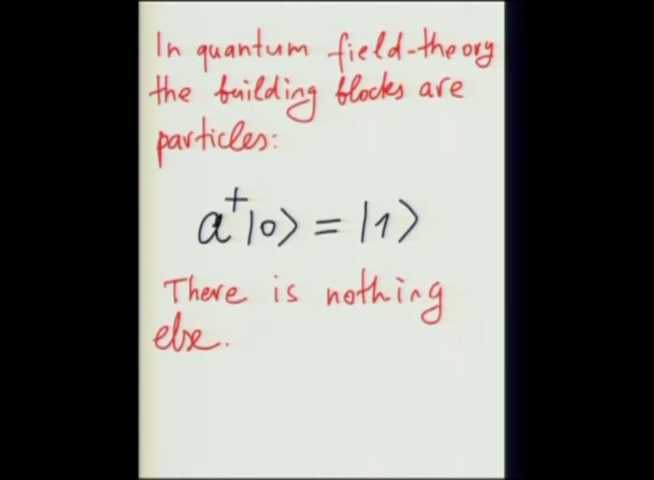 In quantum field-theory
the building blocks are
particles:
a⁺|0⟩ = |1⟩
There is nothing
else.